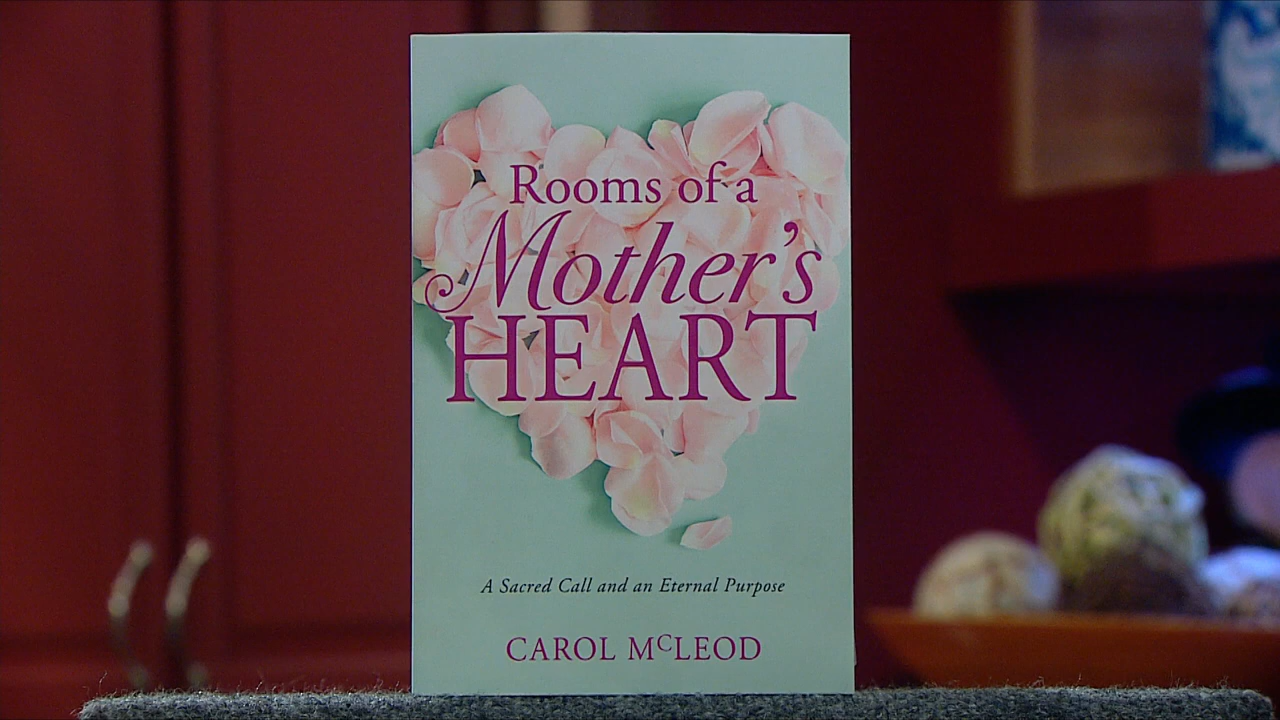 Rooms of a
Mother's
HEART
A Sacred Call and an Eternal Purpose
CAROL McLEOD